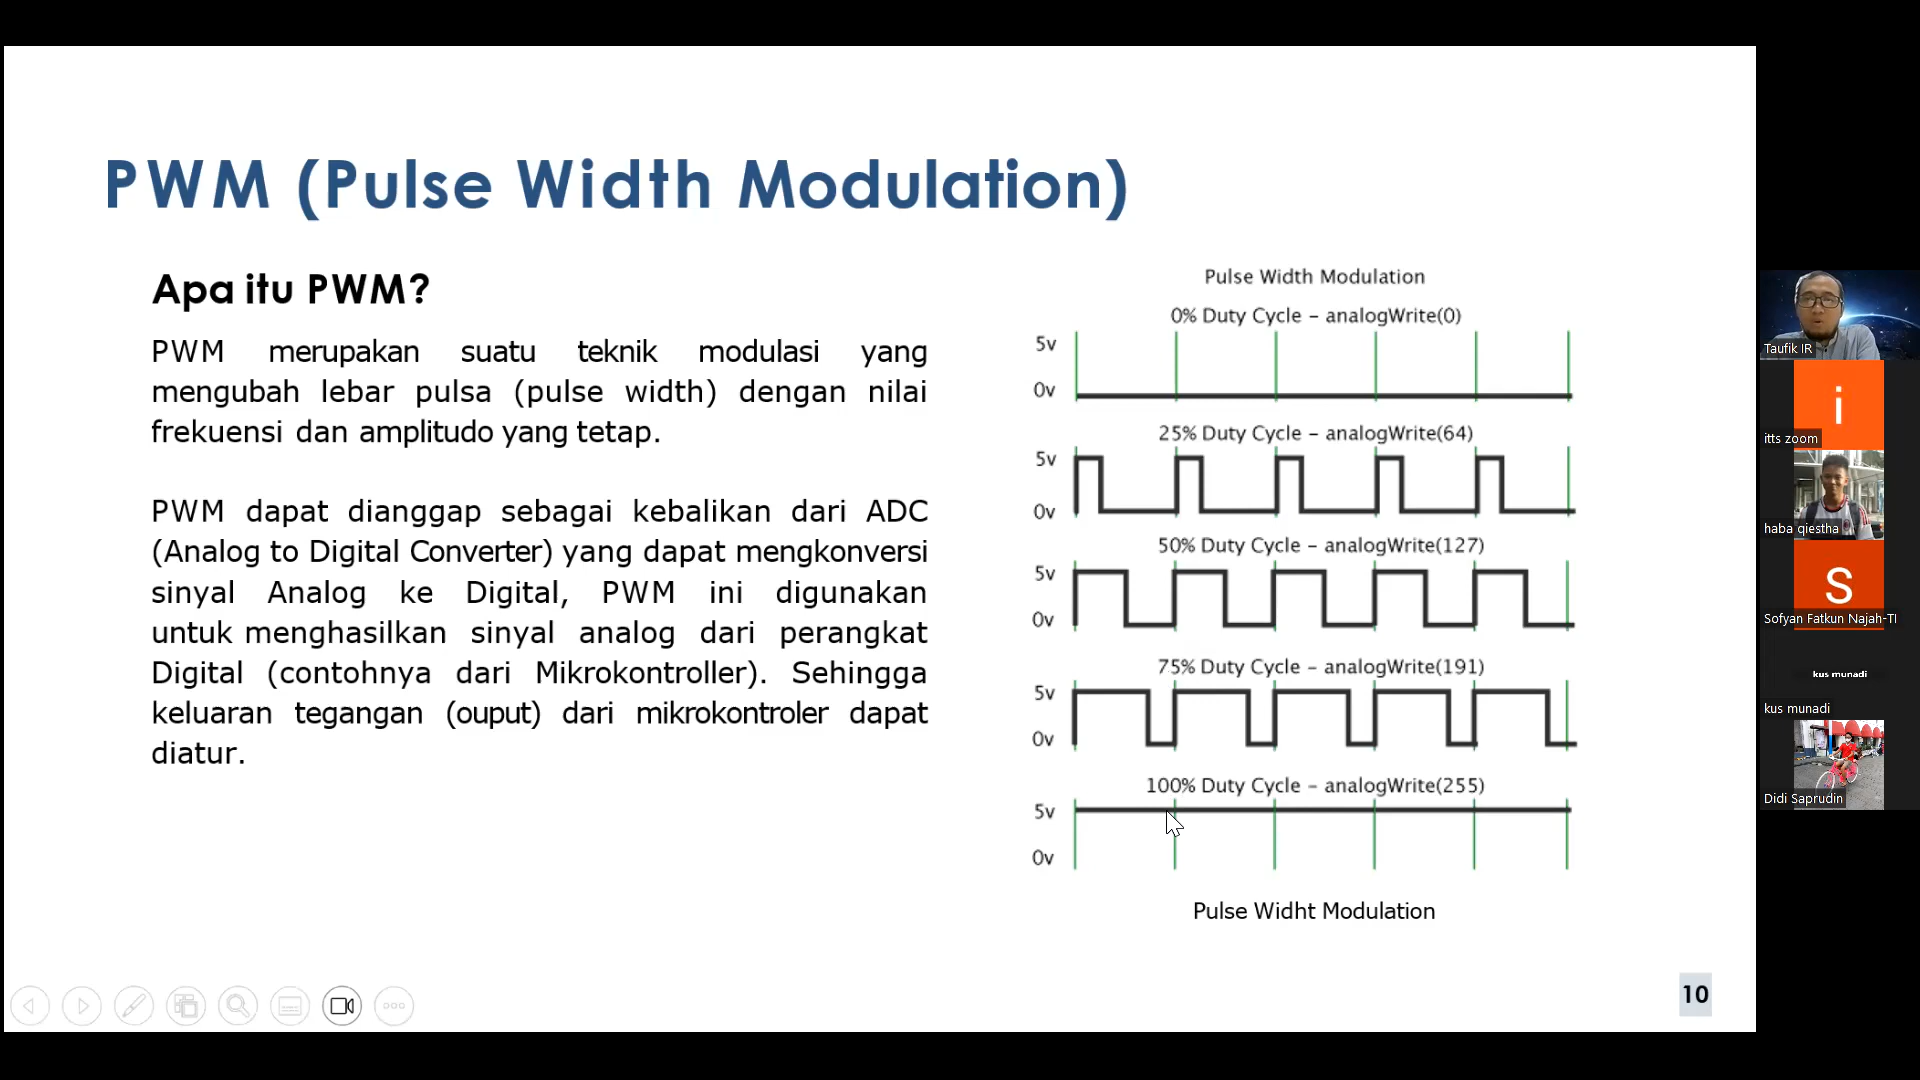 PWM (Pulse Width Modulation)
Apa itu PWM?
PWM merupakan suatu teknik modulasi yang
mengubah lebar pulsa (pulse width) dengan nilai
frekuensi dan amplitudo yang tetap.
PWM dapat dianggap sebagai kebalikan dari ADC
(Analog to Digital Converter) yang dapat mengkonversi
sinyal Analog ke Digital, PWM ini digunakan
untuk menghasilkan sinyal analog dari perangkat
Digital (contohnya dari Mikrokontroller). Sehingga
keluaran tegangan (ouput) dari mikrokontroler dapat
diatur.
Pulse Width Modulation
0% Duty Cycle – analogWrite(0)
5v
0v
25% Duty Cycle – analogWrite(64)
5v
0v
50% Duty Cycle – analogWrite(127)
5v
0v
75% Duty Cycle – analogWrite(191)
5v
0v
100% Duty Cycle – analogWrite(255)
5v
0v
Pulse Widht Modulation
10
Taufik IR
i
itts zoom
haba qiestha
S
Sofyan Fatkun Najah-TI
kus munadi
kus munadi
Didi Saprudin